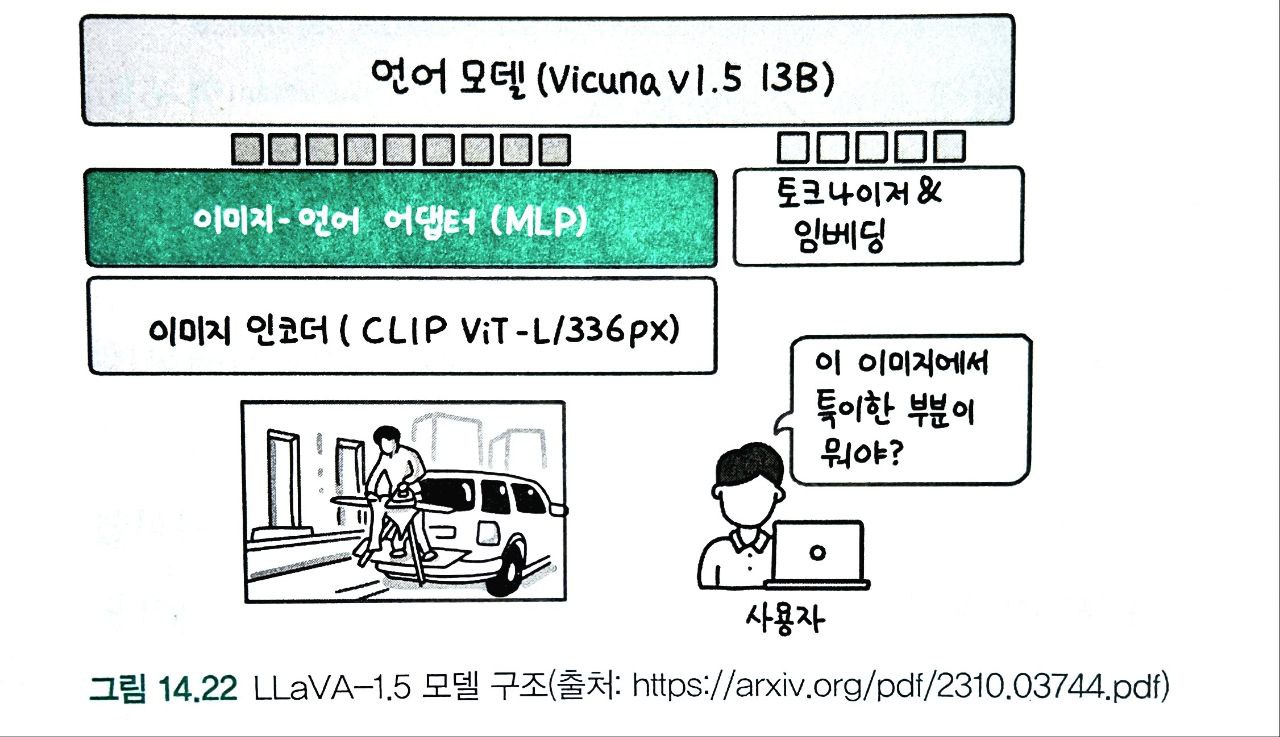 언어 모델(Vicuna v1.5 13B)
이미지-언어 어댑터 (MLP)
토크나이저 &
임베딩
이미지 인코더 ( CLIP ViT-L/336px)
이 이미지에서
특이한 부분이
뭐야?
사용자
그림 14.22 LLaVA-1.5 모델 구조(출처: https://arxiv.org/pdf/2310.03744.pdf)